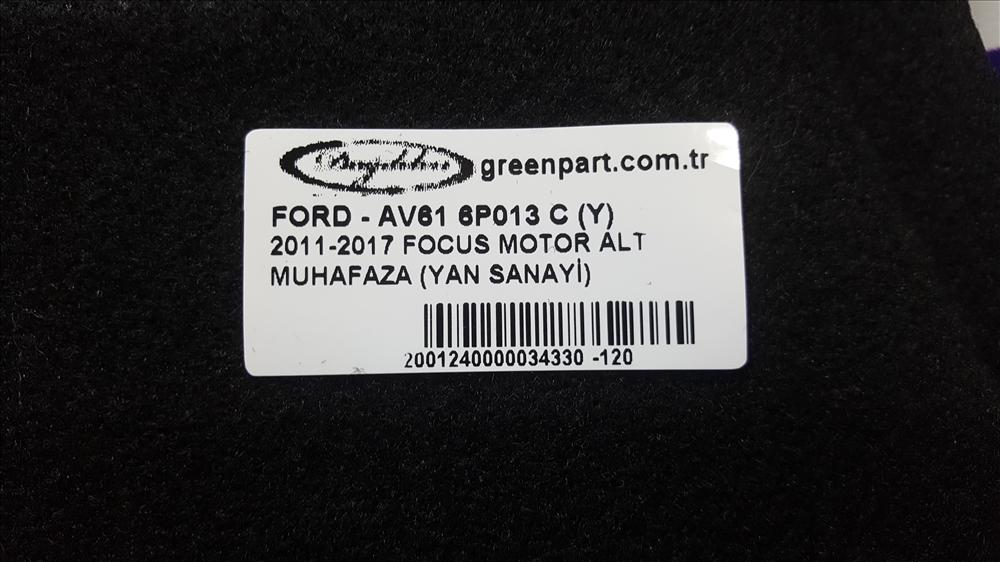 greenpart.com.tr
FORD - AV61 6P013 C (Y)
2011-2017 FOCUS MOTOR ALT
MUHAFAZA (YAN SANAYİ)
2001240000034330 -120